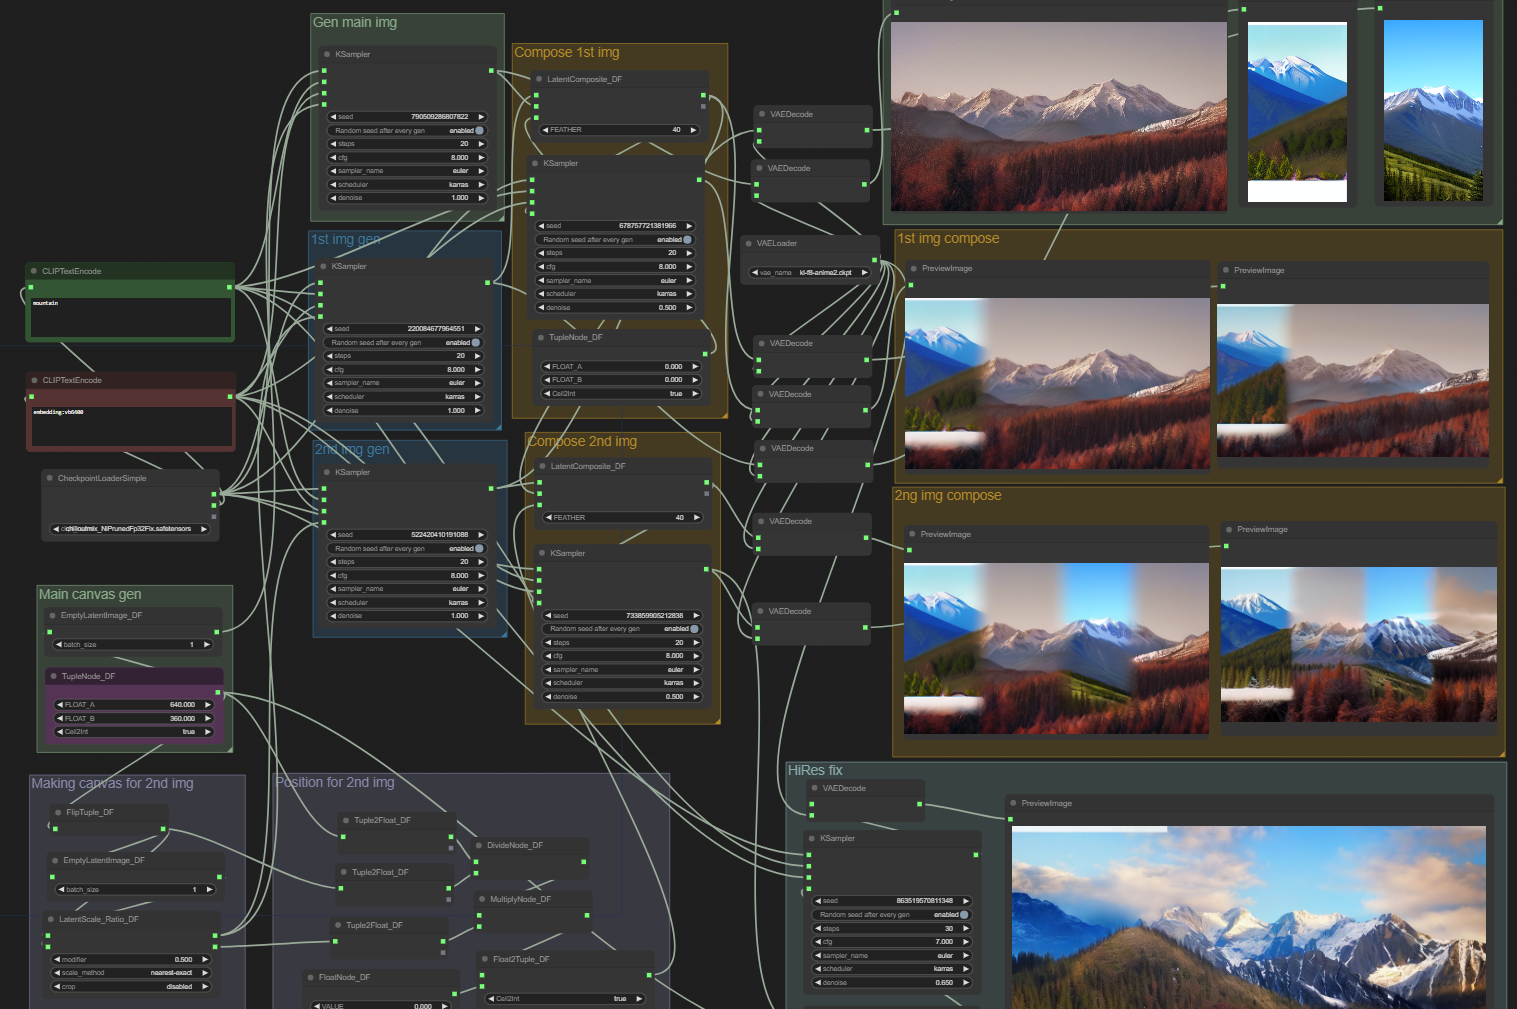 Gen main img
KSampler
seed 790509286807822
Random seed after every gen enabled
steps 20
cfg 8.000
sampler_name euler
scheduler karras
denoise 1.000
1st img gen
KSampler
seed 220084677964551
Random seed after every gen enabled
steps 20
cfg 8.000
sampler_name euler
scheduler karras
denoise 1.000
2nd img gen
KSampler
seed 522420410191088
Random seed after every gen enabled
steps 20
cfg 8.000
sampler_name euler
scheduler karras
denoise 1.000
Compose 1st img
LatentComposite_DF
FEATHER 40
KSampler
seed 678757721381966
Random seed after every gen enabled
steps 20
cfg 8.000
sampler_name euler
scheduler karras
denoise 0.500
TupleNode_DF
FLOAT_A 0.000
FLOAT_B 0.000
Ceil2Int true
Compose 2nd img
LatentComposite_DF
FEATHER 40
KSampler
seed 733859905212838
Random seed after every gen enabled
steps 20
cfg 8.000
sampler_name euler
scheduler karras
denoise 0.500
CLIPTextEncode
mountain
CLIPTextEncode
embedding:vb6400
CheckpointLoaderSimple
chilloutmix_NiPrunedFp32Fix.safetensors
Main canvas gen
EmptyLatentImage_DF
batch_size 1
TupleNode_DF
FLOAT_A 640.000
FLOAT_B 360.000
Ceil2Int true
Making canvas for 2nd img
FlipTuple_DF
EmptyLatentImage_DF
batch_size 1
LatentScale_Ratio_DF
modifier 0.500
scale_method nearest-exact
crop disabled
Position for 2nd img
Tuple2Float_DF
Tuple2Float_DF
Tuple2Float_DF
FloatNode_DF
VALUE 0.000
DivideNode_DF
MultiplyNode_DF
Float2Tuple_DF
Ceil2Int true
VAEDecode
VAEDecode
VAELoader
vae_name kl-f8-anime2.ckpt
VAEDecode
VAEDecode
VAEDecode
VAEDecode
VAEDecode
1st img compose
PreviewImage
PreviewImage
2ng img compose
PreviewImage
PreviewImage
HiRes fix
VAEDecode
KSampler
seed 863519570811348
Random seed after every gen enabled
steps 30
cfg 7.000
sampler_name euler
scheduler karras
denoise 0.650
PreviewImage